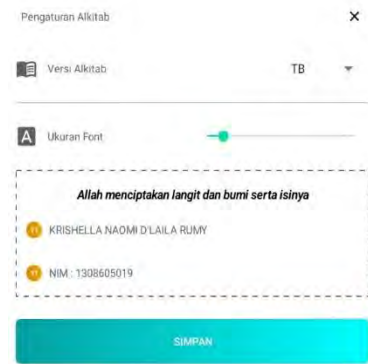 Pengaturan Alkitab
Versi Alkitab TB
A Ukuran Font
Allah menciptakan langit dan bumi serta isinya
KRISHELLA NAOMI D'LAILA RUMY
NIM : 1308605019
SIMPAN